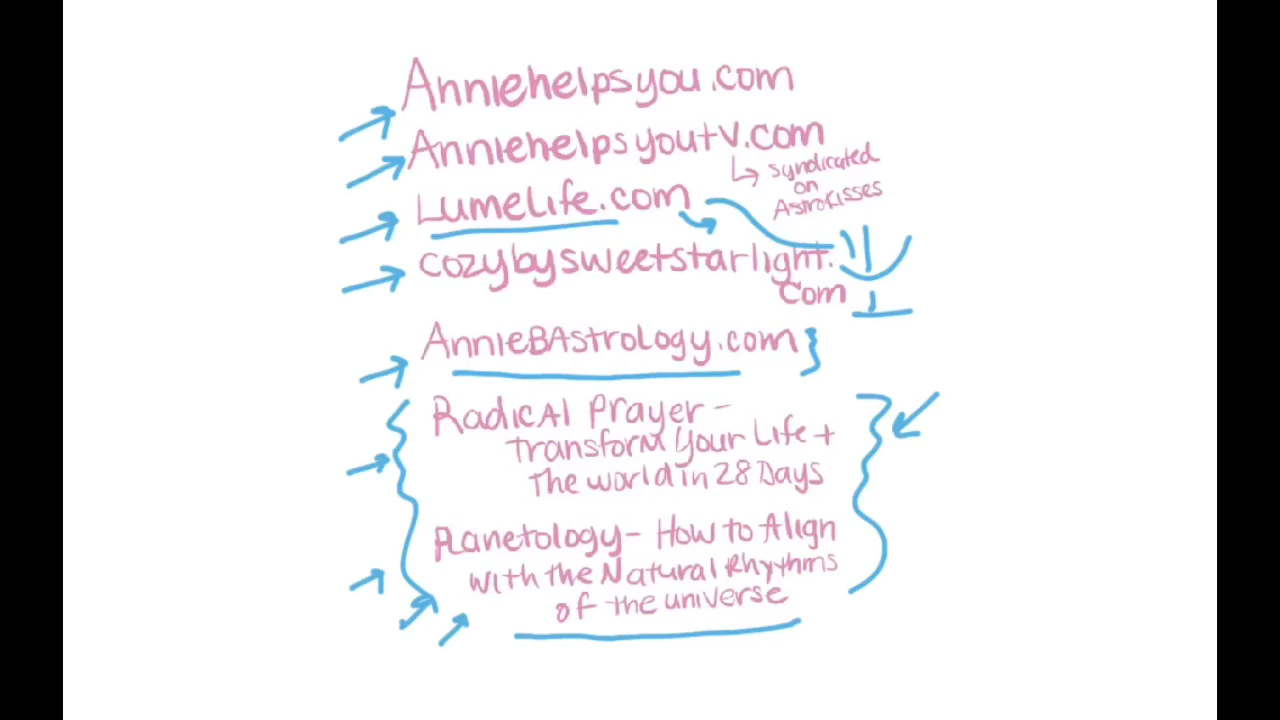 Anniehelpsyou.com
Anniehelpsyoutv.com
↳ syndicated
on
Astrokisses
LumeLife.com
cozybysweetstarlight.
com
AnnieBAstrology.com
Radical Prayer -
Transform Your Life +
The world in 28 Days
Planetology - How to Align
with the Natural Rhythms
of the universe